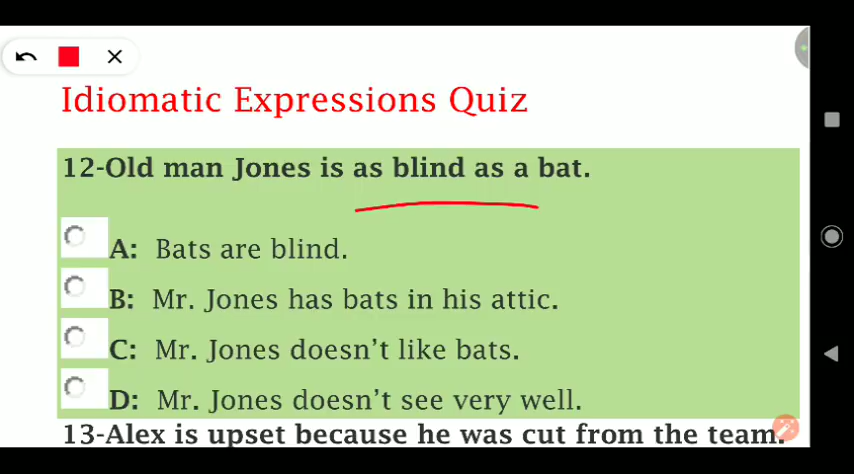 Idiomatic Expressions Quiz
12-Old man Jones is as blind as a bat.
A: Bats are blind.
B: Mr. Jones has bats in his attic.
C: Mr. Jones doesn’t like bats.
D: Mr. Jones doesn’t see very well.
13-Alex is upset because he was cut from the team.